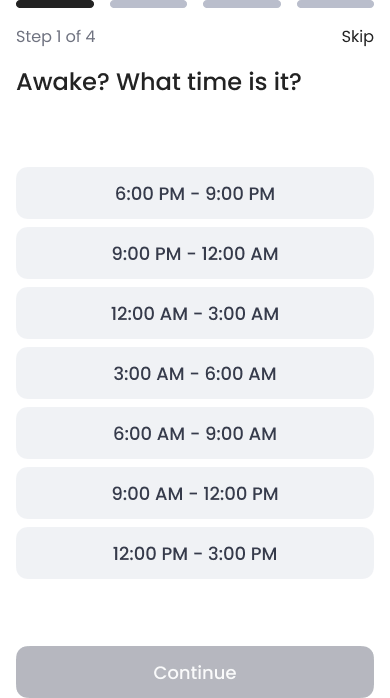 Step 1 of 4
Skip
Awake? What time is it?
6:00 PM - 9:00 PM
9:00 PM - 12:00 AM
12:00 AM - 3:00 AM
3:00 AM - 6:00 AM
6:00 AM - 9:00 AM
9:00 AM - 12:00 PM
12:00 PM - 3:00 PM
Continue